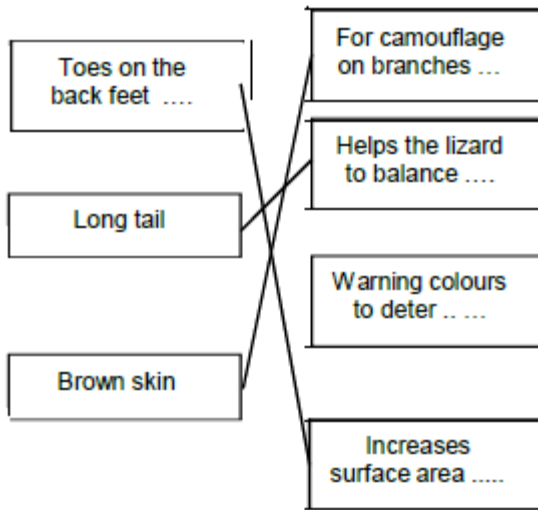 Toes on the
back feet ....
Long tail
Brown skin
For camouflage
on branches ...
Helps the lizard
to balance ....
Warning colours
to deter .. ...
Increases
surface area .....